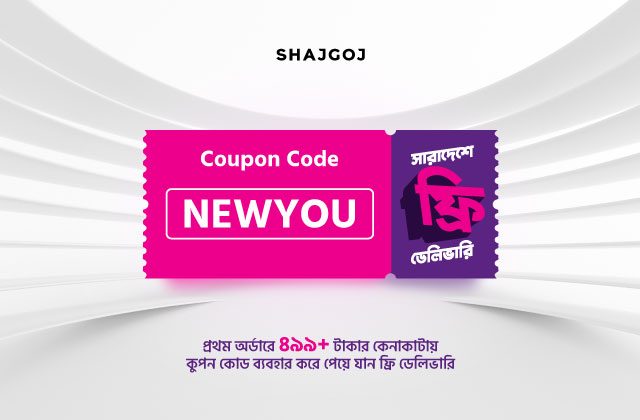 SHAJGOJ
Coupon Code
NEWYOU
সারাদেশে
ফ্রি
ডেলিভারি
প্রথম অর্ডারে ৪৯৯+ টাকার কেনাকাটায়
কুপন কোড ব্যবহার করে পেয়ে যান ফ্রি ডেলিভারি